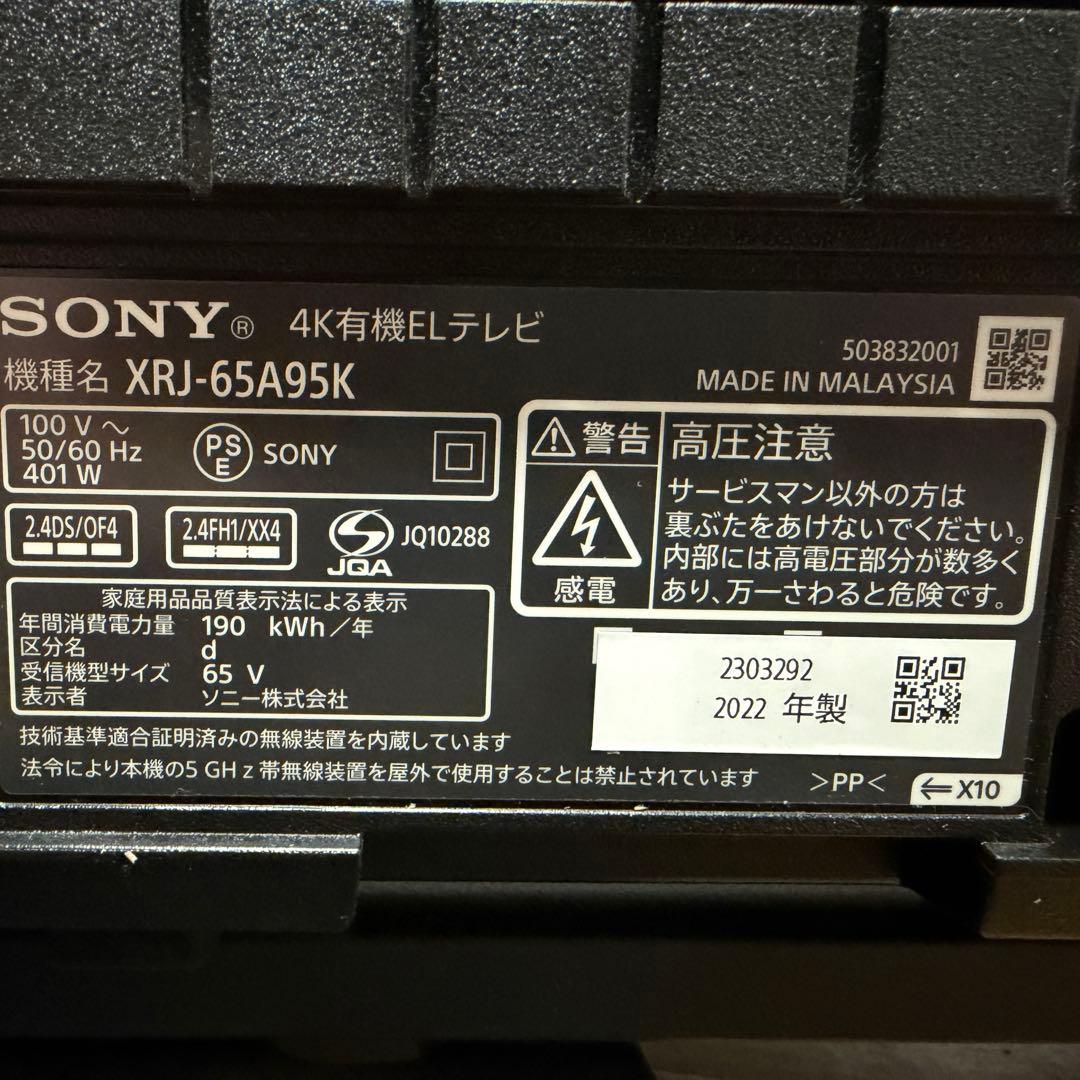 SONY® 4K有機ELテレビ
機種名 XRJ-65A95K
503832001
MADE IN MALAYSIA
100 V ～
50/60 Hz
401 W
PSE
SONY
2.4DS/OF4
2.4FH1/XX4
JQA
JQ10288
警告
高圧注意
感電
サービスマン以外の方は
裏ぶたをあけないでください。
内部には高電圧部分が数多く
あり、万一さわると危険です。
家庭用品品質表示法による表示
年間消費電力量 190 kWh/年
区分名 d
受信機型サイズ 65 V
表示者 ソニー株式会社
2303292
2022 年製
技術基準適合証明済みの無線装置を内蔵しています
法令により本機の5 GHz帯無線装置を屋外で使用することは禁止されています
>PP<
⇐X10